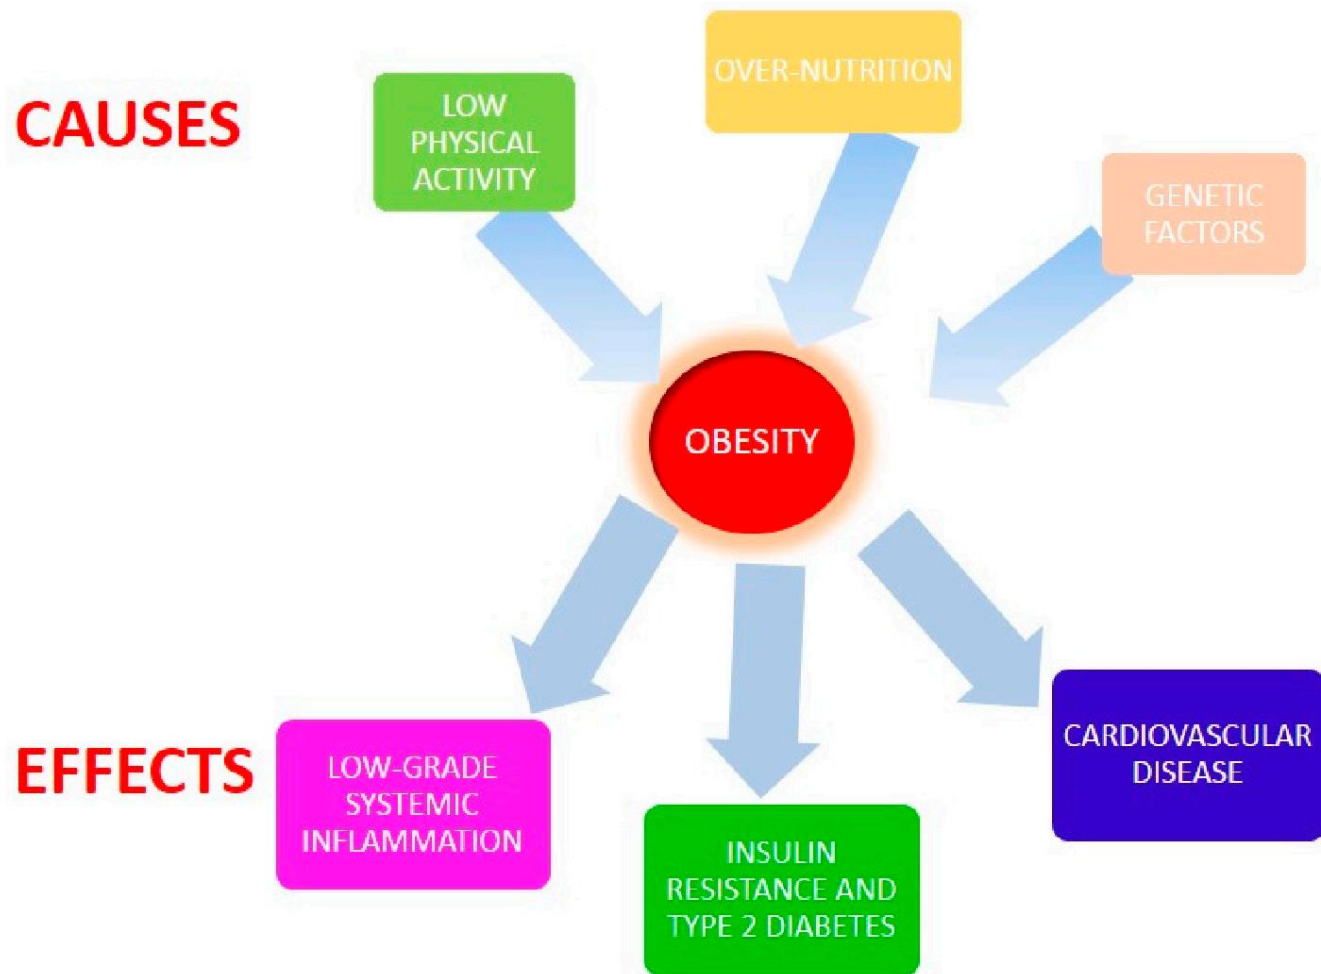 CAUSES
LOW
PHYSICAL
ACTIVITY
OVER-NUTRITION
GENETIC
FACTORS
OBESITY
EFFECTS
LOW-GRADE
SYSTEMIC
INFLAMMATION
INSULIN
RESISTANCE AND
TYPE 2 DIABETES
CARDIOVASCULAR
DISEASE